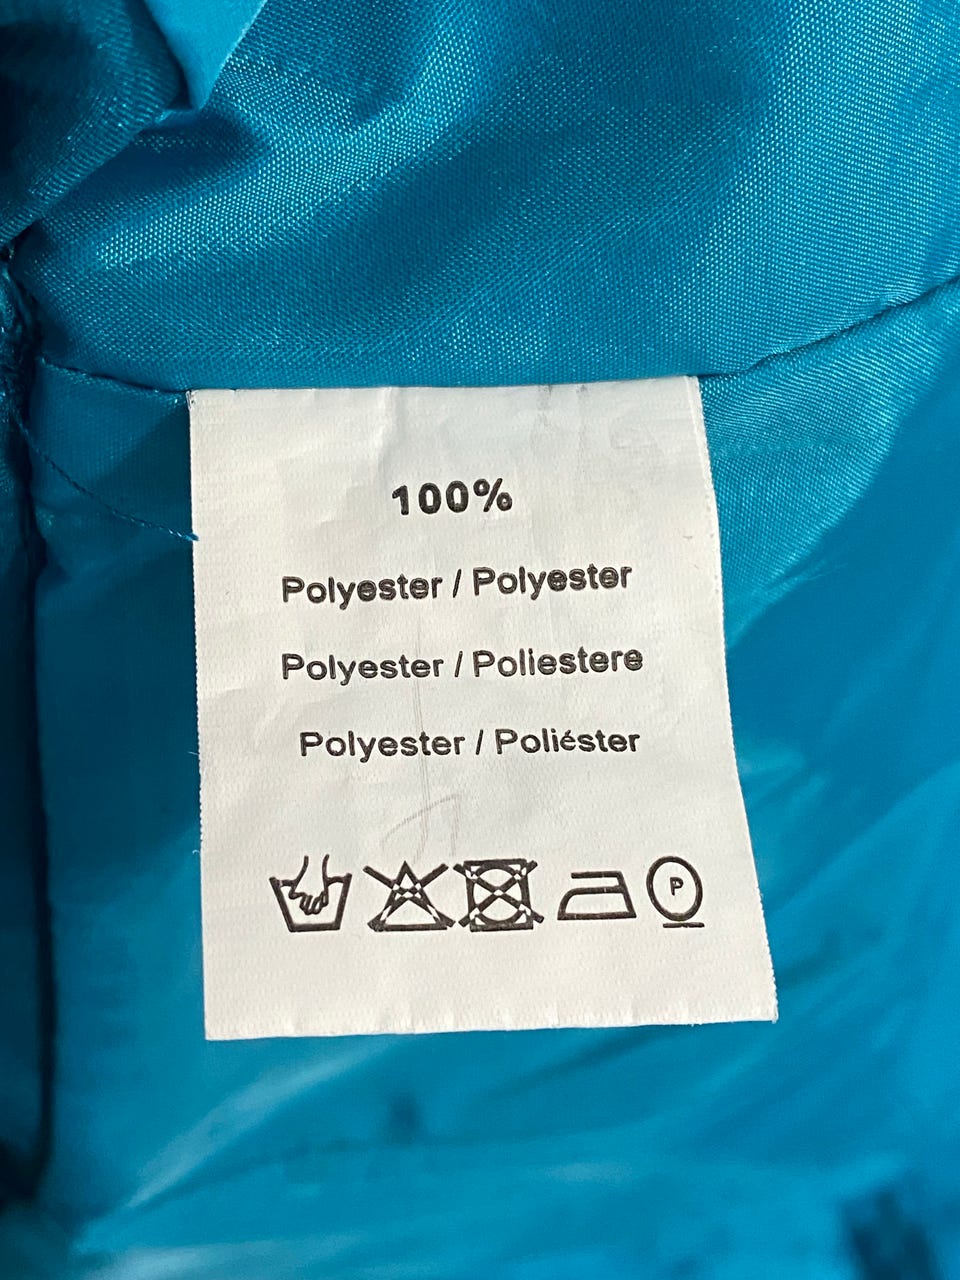 100%
Polyester / Polyester
Polyester / Poliestere
Polyester / Poliéster
P